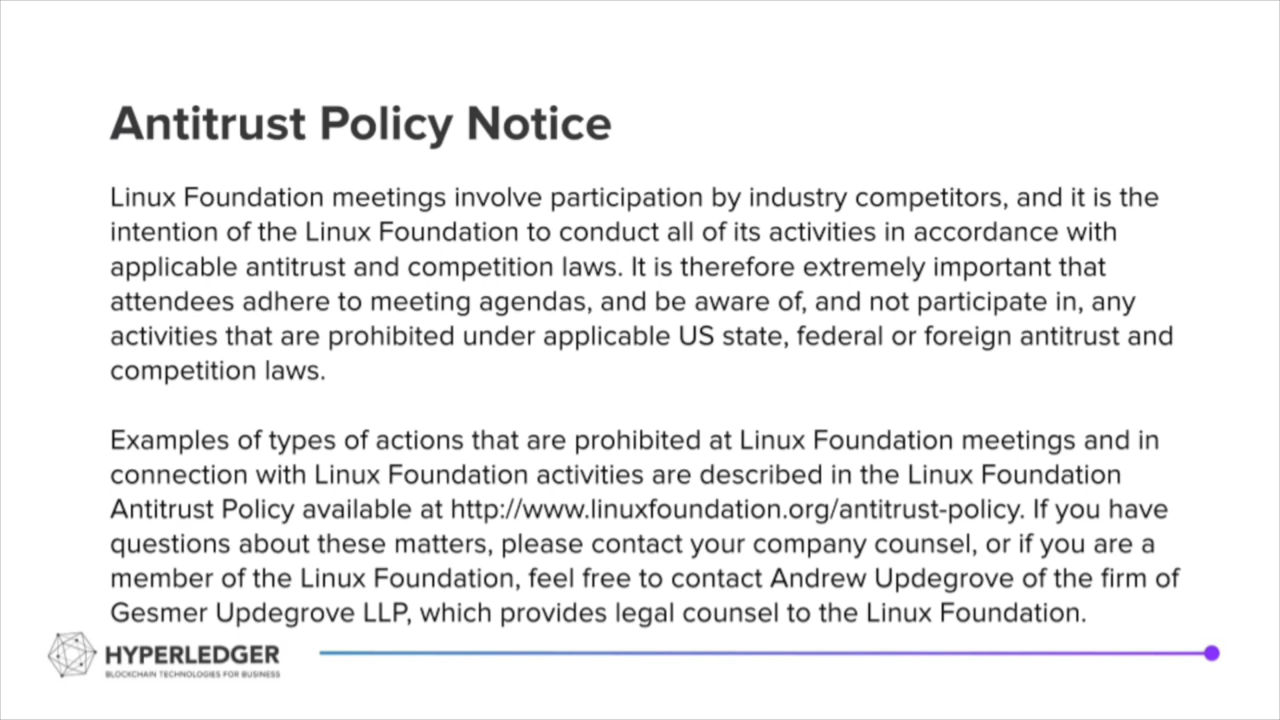 Antitrust Policy Notice
Linux Foundation meetings involve participation by industry competitors, and it is the
intention of the Linux Foundation to conduct all of its activities in accordance with
applicable antitrust and competition laws. It is therefore extremely important that
attendees adhere to meeting agendas, and be aware of, and not participate in, any
activities that are prohibited under applicable US state, federal or foreign antitrust and
competition laws.
Examples of types of actions that are prohibited at Linux Foundation meetings and in
connection with Linux Foundation activities are described in the Linux Foundation
Antitrust Policy available at http://www.linuxfoundation.org/antitrust-policy. If you have
questions about these matters, please contact your company counsel, or if you are a
member of the Linux Foundation, feel free to contact Andrew Updegrove of the firm of
Gesmer Updegrove LLP, which provides legal counsel to the Linux Foundation.
HYPERLEDGER
BLOCKCHAIN TECHNOLOGIES FOR BUSINESS